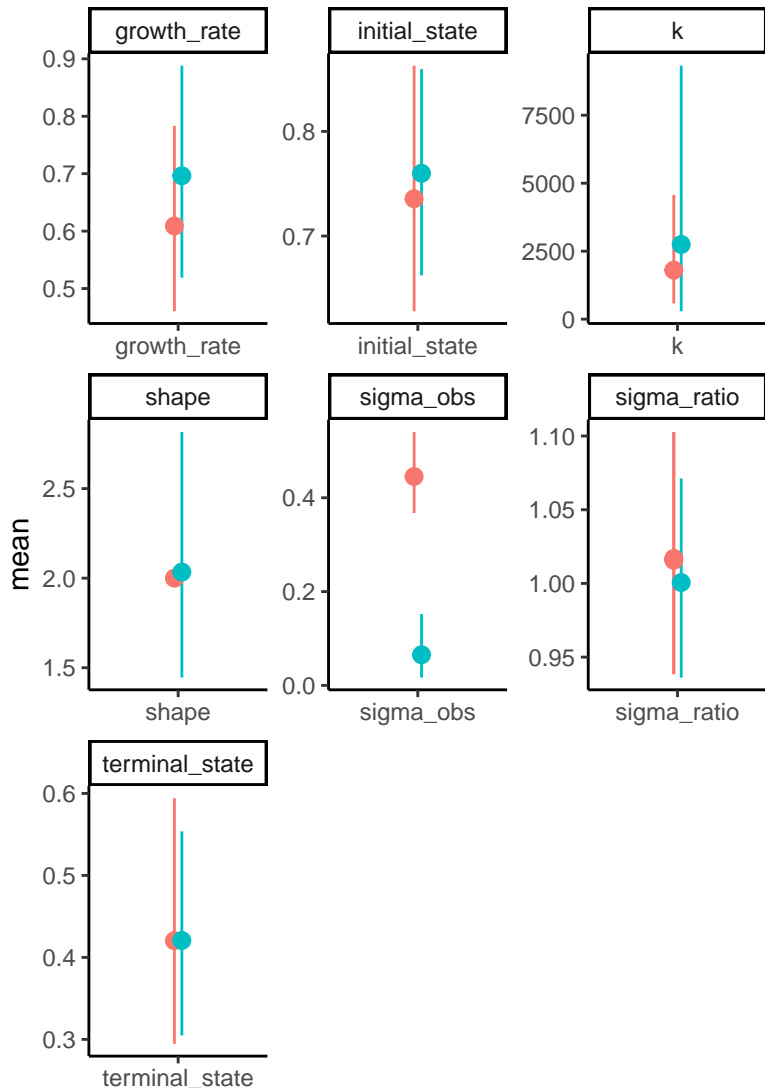 growth_rate
initial_state
k
0.9
0.8
0.7
0.6
0.5
0.8
0.7
7500
5000
2500
0
growth_rate
initial_state
k
shape
sigma_obs
sigma_ratio
mean
2.5
2.0
1.5
0.4
0.2
0.0
1.10
1.05
1.00
0.95
shape
sigma_obs
sigma_ratio
terminal_state
0.6
0.5
0.4
0.3
terminal_state